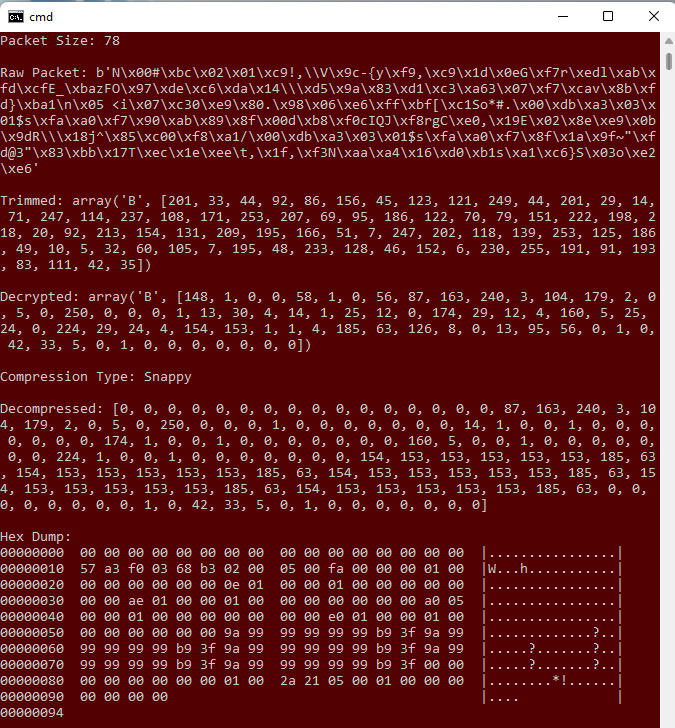 cmd
Packet Size: 78
Raw Packet: b'N\x00#\xbc\x02\x01\xc9!,\\V\x9c-{y\xf9,\xc9\x1d\x0eG\xf7r\xedl\xab\x
fd\xcfE_\xbazFO\x97\xde\xc6\xda\x14\\\xd5\x9a\x83\xd1\xc3\xa63\x07\xf7\xcav\x8b\xf
d}\xba1\n\x05 <i\x07\xc30\xe9\x80.\x98\x06\xe6\xff\xbf[\xc1So*#.\x00\xdb\xa3\x03\x
01$s\xfa\xa0\xf7\x90\xab\x89\x8f\x00d\xb8\xf0cIQJ\xf8rgC\xe0,\x19E\x02\x8e\xe9\x0b
\x9dR\\\x18j^\x85\xc00\xf8\xa1/\x00\xdb\xa3\x03\x01$s\xfa\xa0\xf7\x8f\x1a\x9f~"\xf
d@3"\x83\xbb\x17T\xec\x1e\xee\t,\x1f,\xf3N\xaa\xa4\x16\xd0\xb1s\xa1\xc6}S\x03o\xe2
\xe6'
Trimmed: array('B', [201, 33, 44, 92, 86, 156, 45, 123, 121, 249, 44, 201, 29, 14,
71, 247, 114, 237, 108, 171, 253, 207, 69, 95, 186, 122, 70, 79, 151, 222, 198, 2
18, 20, 92, 213, 154, 131, 209, 195, 166, 51, 7, 247, 202, 118, 139, 253, 125, 186
, 49, 10, 5, 32, 60, 105, 7, 195, 48, 233, 128, 46, 152, 6, 230, 255, 191, 91, 193
, 83, 111, 42, 35])
Decrypted: array('B', [148, 1, 0, 0, 58, 1, 0, 56, 87, 163, 240, 3, 104, 179, 2, 0
, 5, 0, 250, 0, 0, 0, 1, 13, 30, 4, 14, 1, 25, 12, 0, 174, 29, 12, 4, 160, 5, 25,
24, 0, 224, 29, 24, 4, 154, 153, 1, 1, 4, 185, 63, 126, 8, 0, 13, 95, 56, 0, 1, 0,
42, 33, 5, 0, 1, 0, 0, 0, 0, 0, 0, 0])
Compression Type: Snappy
Decompressed: [0, 0, 0, 0, 0, 0, 0, 0, 0, 0, 0, 0, 0, 0, 0, 0, 87, 163, 240, 3, 10
4, 179, 2, 0, 5, 0, 250, 0, 0, 0, 1, 0, 0, 0, 0, 0, 0, 0, 14, 1, 0, 0, 1, 0, 0, 0,
0, 0, 0, 0, 174, 1, 0, 0, 1, 0, 0, 0, 0, 0, 0, 0, 160, 5, 0, 0, 1, 0, 0, 0, 0, 0,
0, 0, 224, 1, 0, 0, 1, 0, 0, 0, 0, 0, 0, 0, 154, 153, 153, 153, 153, 153, 185, 63
, 154, 153, 153, 153, 153, 153, 185, 63, 154, 153, 153, 153, 153, 153, 185, 63, 15
4, 153, 153, 153, 153, 153, 185, 63, 154, 153, 153, 153, 153, 153, 185, 63, 0, 0,
0, 0, 0, 0, 0, 0, 1, 0, 42, 33, 5, 0, 1, 0, 0, 0, 0, 0, 0, 0]
Hex Dump:
00000000  00 00 00 00 00 00 00 00  00 00 00 00 00 00 00 00  |................|
00000010  57 a3 f0 03 68 b3 02 00  05 00 fa 00 00 00 01 00  |W...h...........|
00000020  00 00 00 00 00 00 0e 01  00 00 01 00 00 00 00 00  |................|
00000030  00 00 ae 01 00 00 01 00  00 00 00 00 00 00 a0 05  |................|
00000040  00 00 01 00 00 00 00 00  00 00 e0 01 00 00 01 00  |................|
00000050  00 00 00 00 00 00 9a 99  99 99 99 99 b9 3f 9a 99  |.............?..|
00000060  99 99 99 99 b9 3f 9a 99  99 99 99 99 b9 3f 9a 99  |.....?.......?..|
00000070  99 99 99 99 b9 3f 9a 99  99 99 99 99 b9 3f 00 00  |.....?.......?..|
00000080  00 00 00 00 00 00 01 00  2a 21 05 00 01 00 00 00  |........*!......|
00000090  00 00 00 00                                       |....            |
00000094